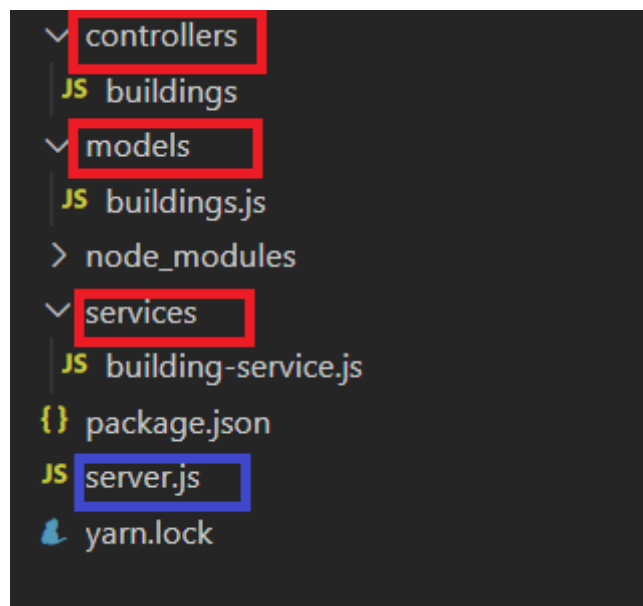 controllers
JS buildings
models
JS buildings.js
node_modules
services
JS building-service.js
{} package.json
JS server.js
yarn.lock